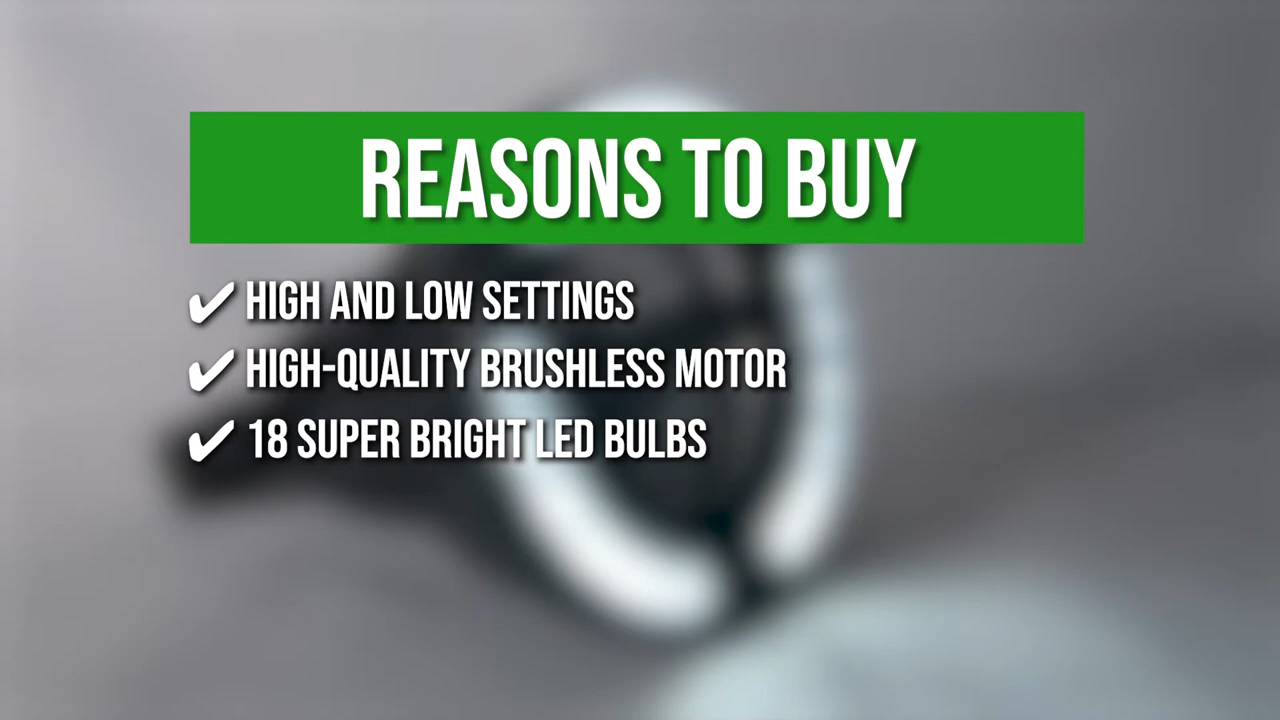 REASONS TO BUY
✔ HIGH AND LOW SETTINGS
✔ HIGH-QUALITY BRUSHLESS MOTOR
✔ 18 SUPER BRIGHT LED BULBS